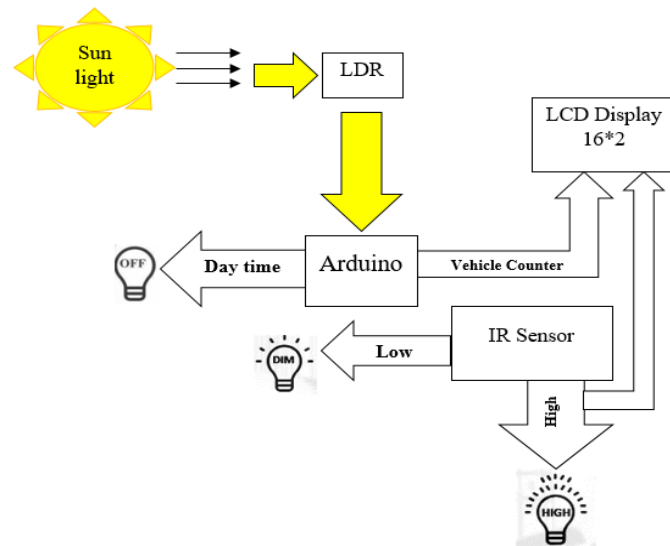 Sun
light
LDR
LCD Display
16*2
OFF
Day time
Arduino
Vehicle Counter
IR Sensor
DIM
Low
High
HIGH